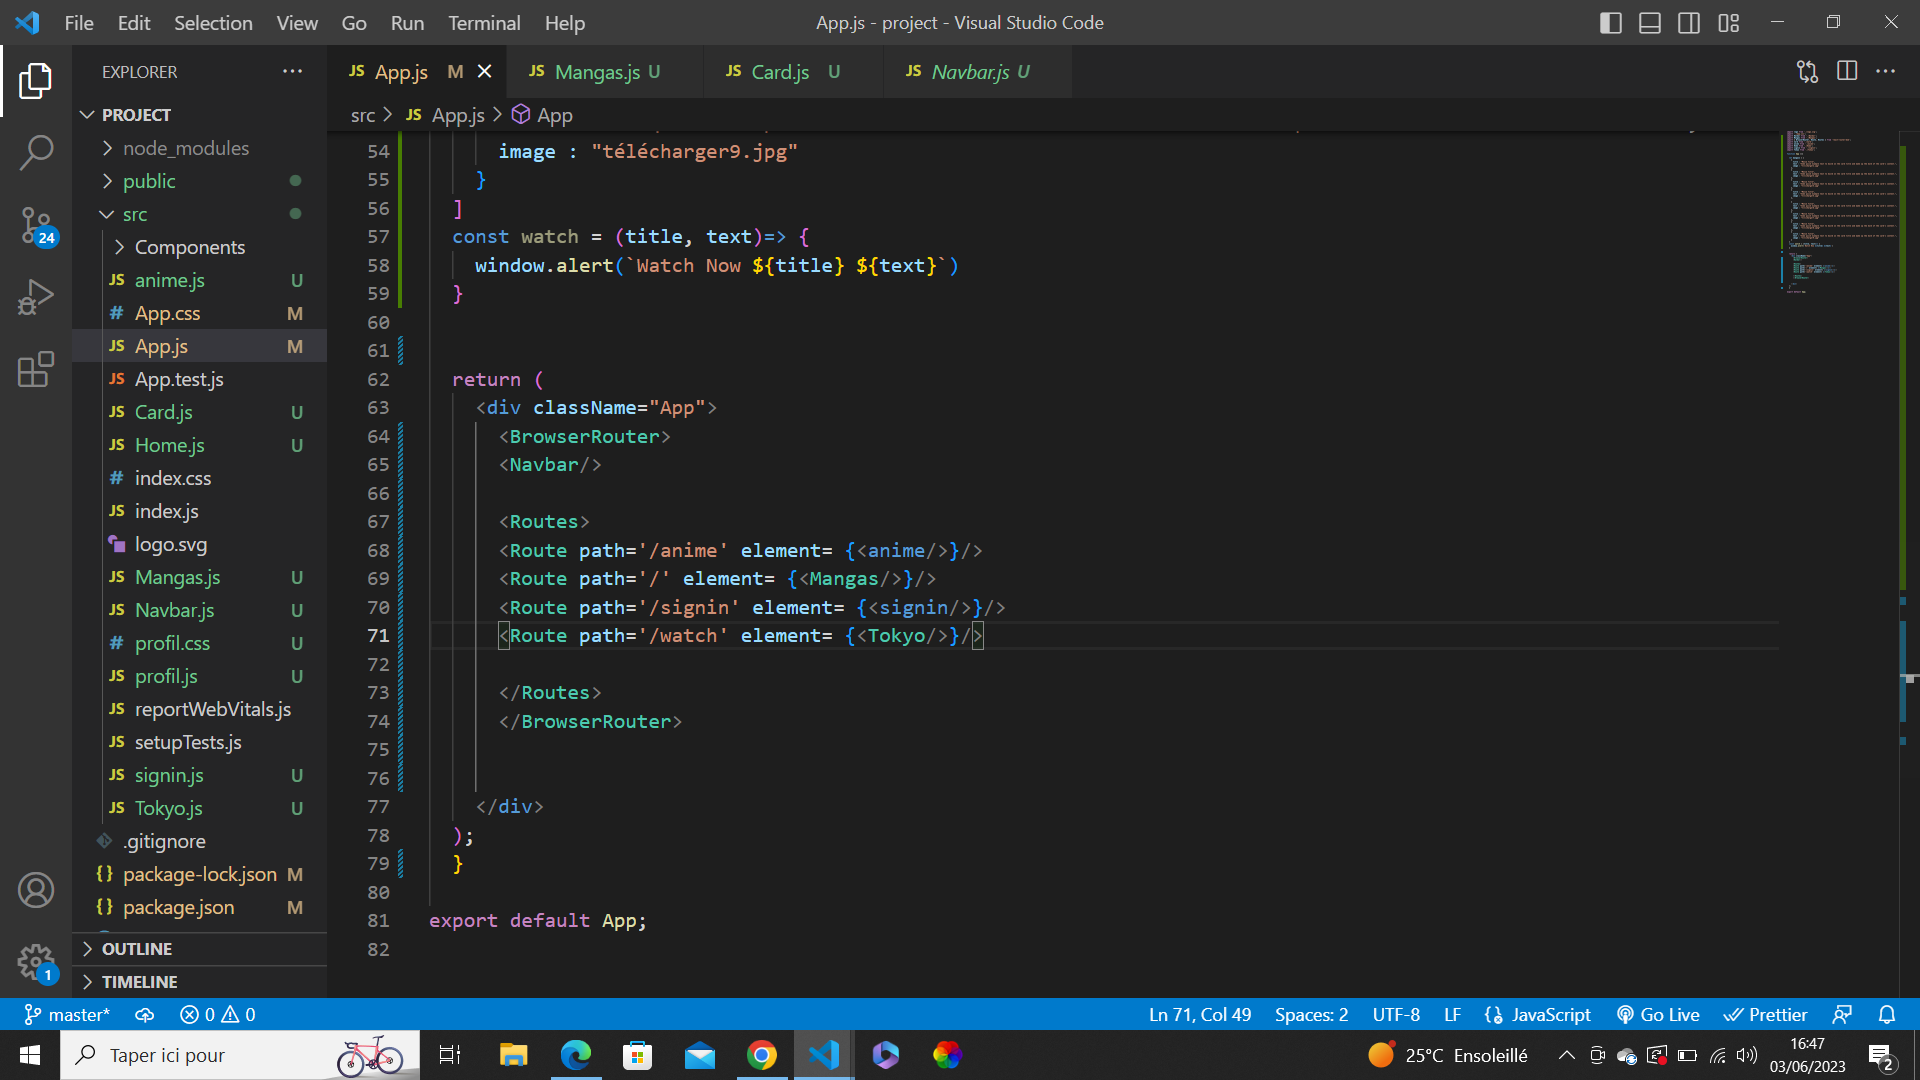 File Edit Selection View Go Run Terminal Help
App.js - project - Visual Studio Code
EXPLORER
JS App.js M
JS Mangas.js U
JS Card.js U
JS Navbar.js U
src > JS App.js > App
PROJECT
node_modules
public
src
Components
JS anime.js U
# App.css M
JS App.js M
JS App.test.js
JS Card.js U
JS Home.js U
# index.css
JS index.js
logo.svg
JS Mangas.js U
JS Navbar.js U
# profil.css U
JS profil.js U
JS reportWebVitals.js
JS setupTests.js
JS signin.js U
JS Tokyo.js U
.gitignore
{} package-lock.json M
{} package.json M
OUTLINE
TIMELINE
24
1
54 image : "télécharger9.jpg"
55 }
56 ]
57 const watch = (title, text)=> {
58 window.alert(`Watch Now ${title} ${text}`)
59 }
60
61
62 return (
63 <div className="App">
64 <BrowserRouter>
65 <Navbar/>
66
67 <Routes>
68 <Route path='/anime' element= {<anime/>}/>
69 <Route path='/' element= {<Mangas/>}/>
70 <Route path='/signin' element= {<signin/>}/>
71 <Route path='/watch' element= {<Tokyo/>}/>
72
73 </Routes>
74 </BrowserRouter>
75
76
77 </div>
78 );
79 }
80
81 export default App;
82
master* 0 0
Ln 71, Col 49 Spaces: 2 UTF-8 LF {} JavaScript Go Live Prettier
Taper ici pour
25°C Ensoleillé
16:47
03/06/2023
2